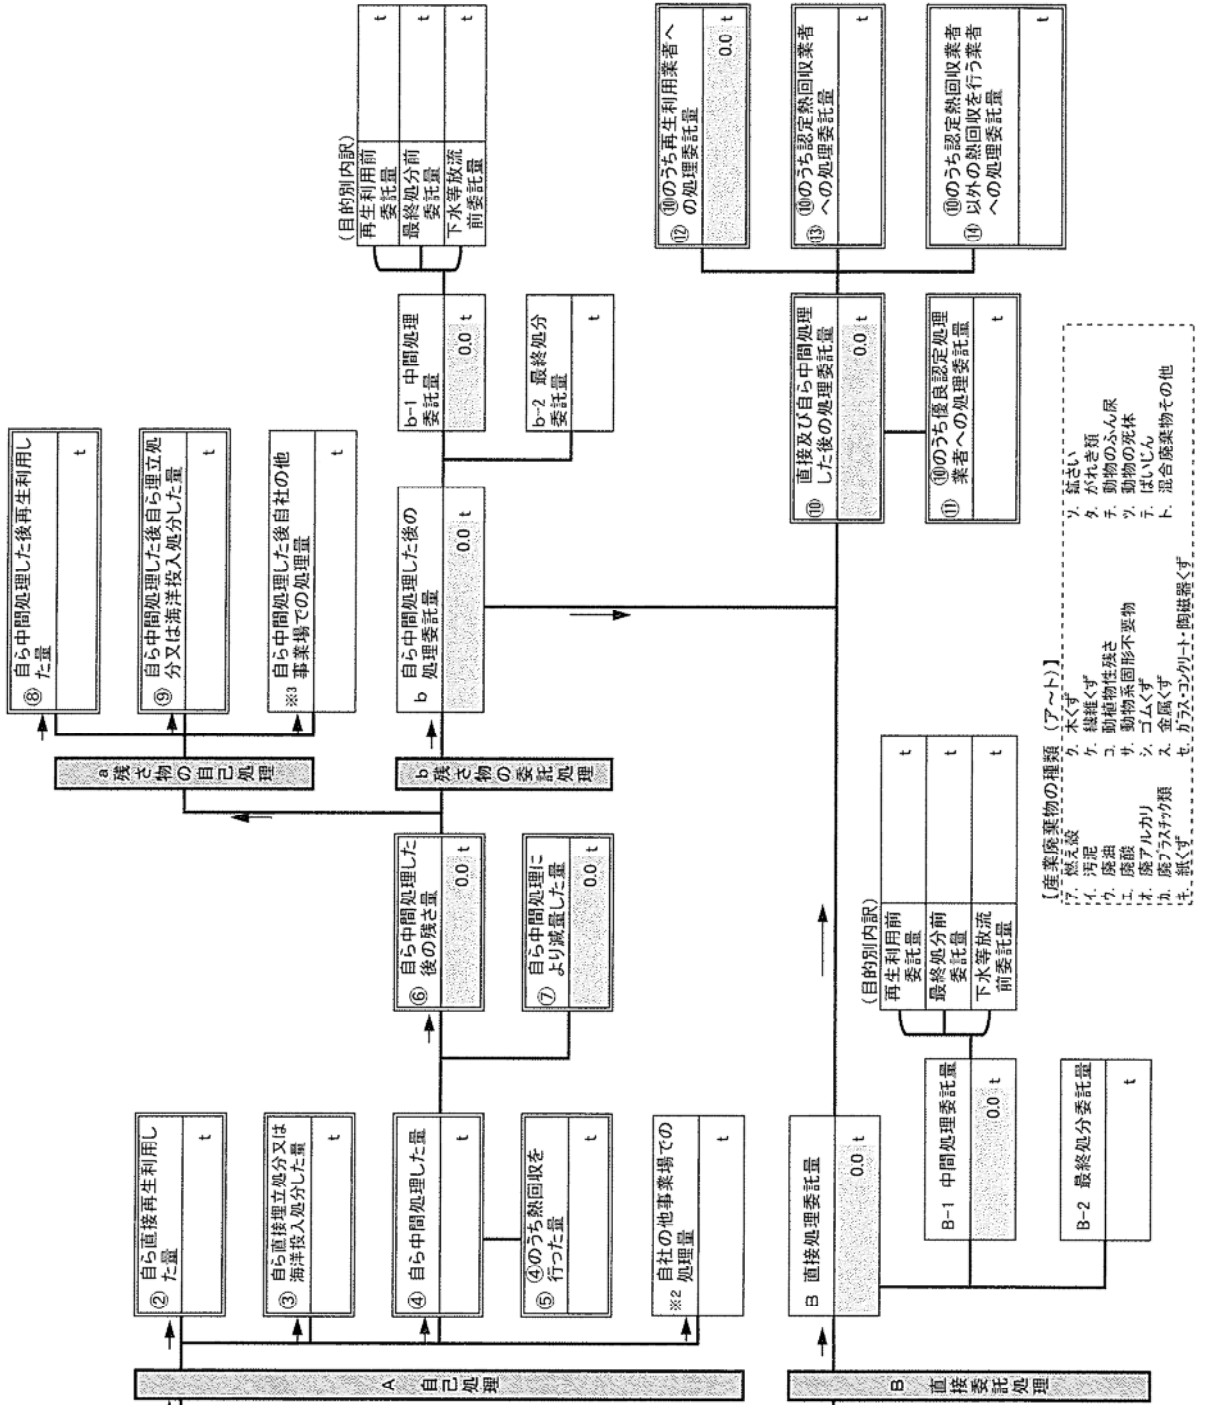 A 自己処理
② 自ら直接再生利用し
た量
t
③ 自ら直接埋立処分又は
海洋投入処分した量
t
④ 自ら中間処理した量
t
⑤ ④のうち熱回収を
行った量
t
※2 自社の他事業場での
処理量
t
⑥ 自ら中間処理した
後の残さ量
0.0 t
⑦ 自ら中間処理に
より減量した量
0.0 t
a 残さ物の自己処理
⑧ 自ら中間処理した後再生利用し
た量
t
⑨ 自ら中間処理した後自ら埋立処
分又は海洋投入処分した量
t
※3 自ら中間処理した後自社の他
事業場での処理量
t
b 残さ物の委託処理
b 自ら中間処理した後の
処理委託量
0.0 t
b-1 中間処理
委託量
0.0 t
b-2 最終処分
委託量
t
(目的別内訳)
再生利用前
委託量
t
最終処分前
委託量
t
下水等放流
前委託量
t
B 直接委託処理
B 直接処理委託量
0.0 t
B-1 中間処理委託量
0.0 t
B-2 最終処分委託量
t
(目的別内訳)
再生利用前
委託量
t
最終処分前
委託量
t
下水等放流
前委託量
t
⑩ 直接及び自ら中間処理
した後の処理委託量
0.0 t
⑪ ⑩のうち優良認定処理
業者への処理委託量
t
⑫ ⑩のうち再生利用業者へ
の処理委託量
0.0 t
⑬ ⑩のうち認定熱回収業者
への処理委託量
t
⑭ ⑩のうち認定熱回収業者
以外の熱回収を行う業者
への処理委託量
t
【産業廃棄物の種類(ア～ト)】
ア. 燃え殻
イ. 汚泥
ウ. 廃油
エ. 廃酸
オ. 廃アルカリ
カ. 廃プラスチック類
キ. 紙くず
ク. 木くず
ケ. 繊維くず
コ. 動植物性残さ
サ. 動物系固形不要物
シ. ゴムくず
ス. 金属くず
セ. ガラス・コンクリート・陶磁器くず
ソ. 鉱さい
タ. がれき類
チ. 動物のふん尿
ツ. 動物の死体
テ. ばいじん
ト. 混合廃棄物その他